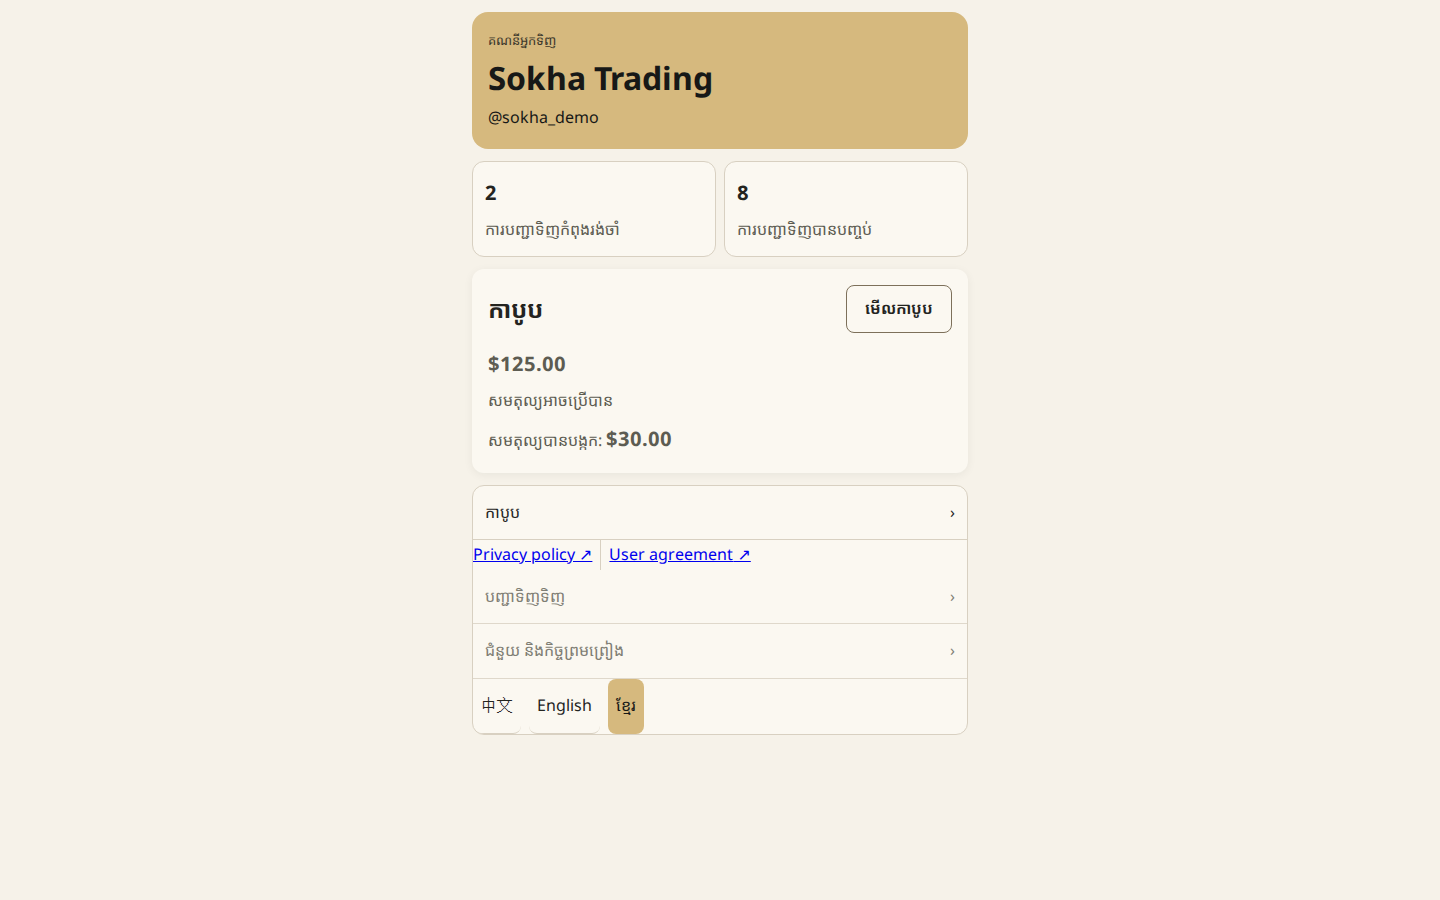 គណនីអ្នកទិញ
Sokha Trading
@sokha_demo
2
ការបញ្ជាទិញកំពុងរង់ចាំ
8
ការបញ្ជាទិញបានបញ្ចប់
កាបូប
មើលកាបូប
$125.00
សមតុល្យអាចប្រើបាន
សមតុល្យបានបង្កក: $30.00
កាបូប ›
Privacy policy ↗ User agreement ↗
បញ្ជាទិញទិញ ›
ជំនួយ និងកិច្ចព្រមព្រៀង ›
中文 English ខ្មែរ